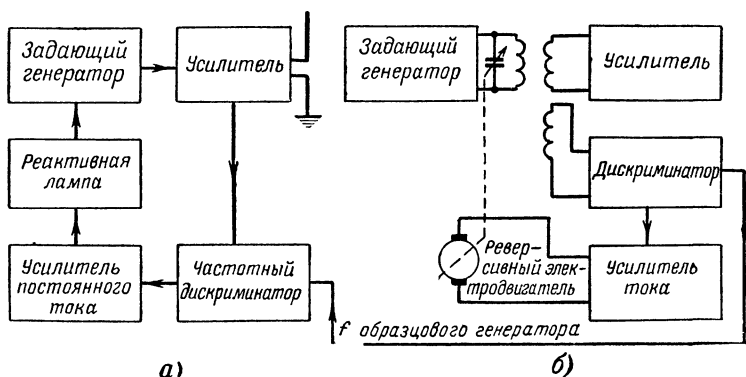 Задающий
генератор
Усилитель
Реактивная
лампа
Усилитель
постоянного
тока
Частотный
дискриминатор
а)
Задающий
генератор
Усилитель
Дискриминатор
Ревер-
сивный элек-
тродвигатель
Усилитель
тока
f образцового генератора
б)